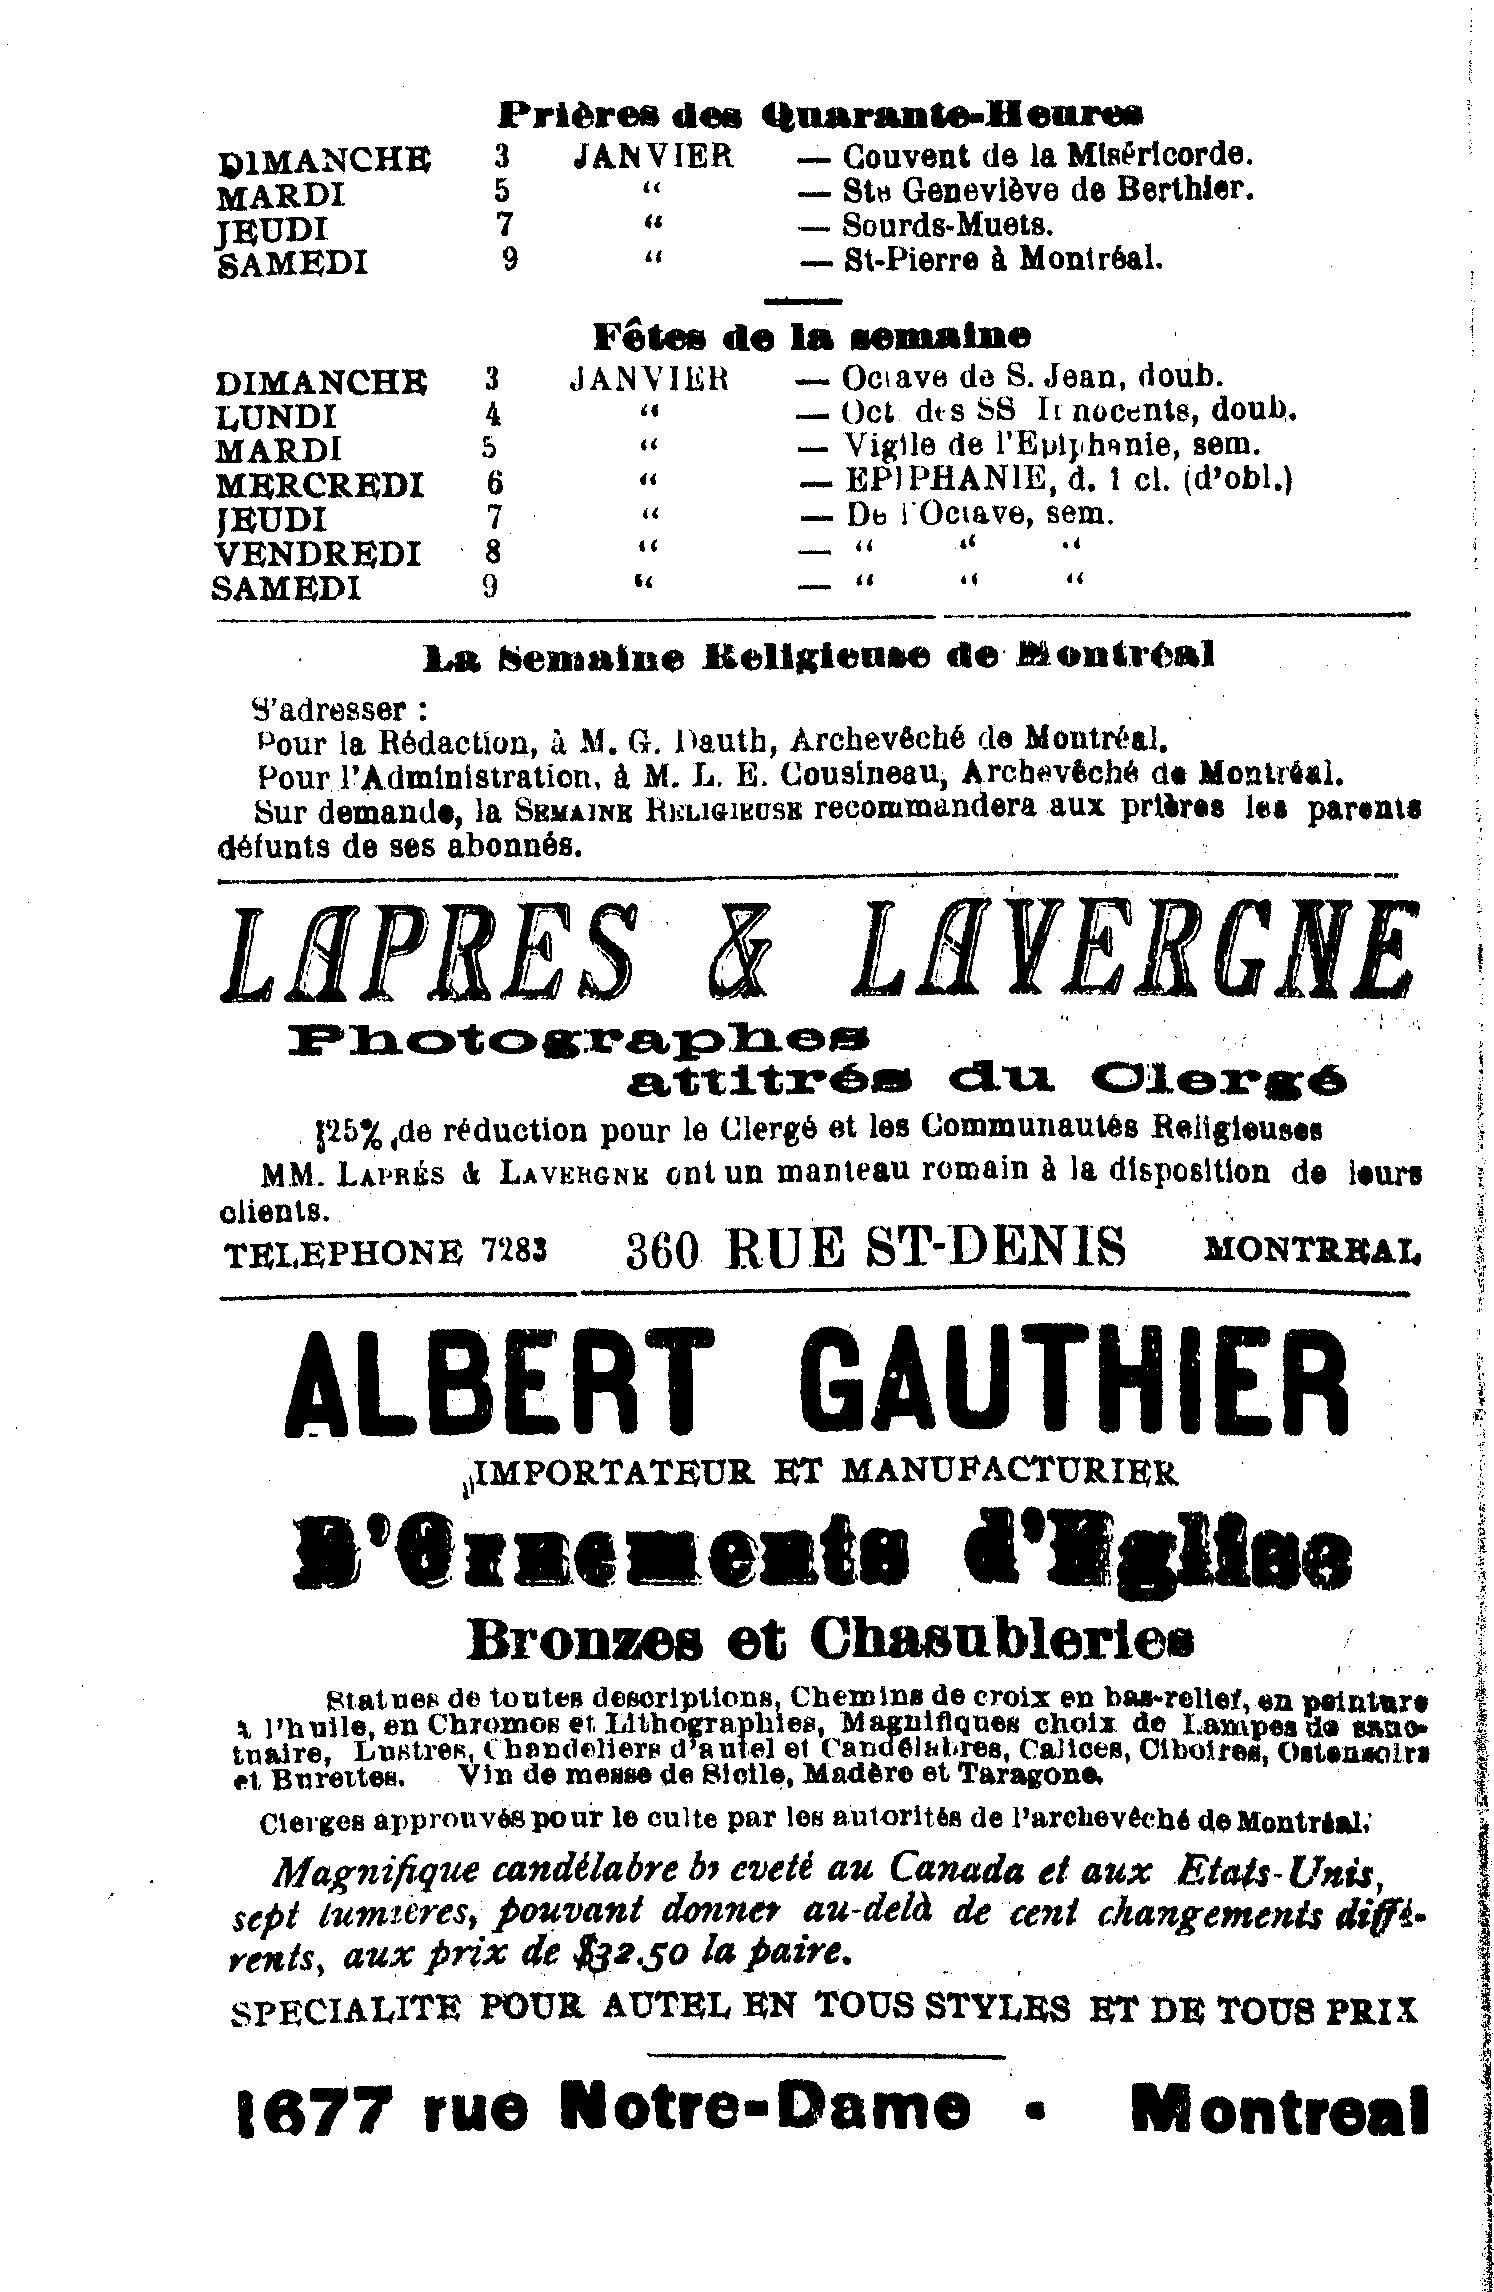 Prières des Quarante-Heures
DIMANCHE 3 JANVIER — Couvent de la Miséricorde.
MARDI 5 “ — Ste Geneviève de Berthier.
JEUDI 7 “ — Sourds-Muets.
SAMEDI 9 “ — St-Pierre à Montréal.
Fêtes de la semaine
DIMANCHE 3 JANVIER — Octave de S. Jean, doub.
LUNDI 4 “ — Oct des SS Innocents, doub.
MARDI 5 “ — Vigile de l'Epiphanie, sem.
MERCREDI 6 “ — EPIPHANIE, d. 1 cl. (d'obl.)
JEUDI 7 “ — De l'Octave, sem.
VENDREDI 8 “ — “ “ “
SAMEDI 9 “ — “ “ “
La Semaine Religieuse de Montréal
S'adresser :
Pour la Rédaction, à M. G. Dauth, Archevêché de Montréal.
Pour l'Administration, à M. L. E. Cousineau, Archevêché de Montréal.
Sur demande, la SEMAINE RELIGIEUSE recommandera aux prières les parents
défunts de ses abonnés.
LAPRES & LAVERGNE
Photographes
attitrés du Clergé
25% de réduction pour le Clergé et les Communautés Religieuses
MM. LAPRÉS & LAVERGNE ont un manteau romain à la disposition de leurs
clients.
TELEPHONE 7283 360 RUE ST-DENIS MONTREAL
ALBERT GAUTHIER
IMPORTATEUR ET MANUFACTURIER
D'Ornements d'Eglise
Bronzes et Chasubleries
Statues de toutes descriptions, Chemins de croix en bas-relief, en peinture
à l'huile, en Chromos et Lithographies, Magnifiques choix de Lampes de sanc-
tuaire, Lustres, Chandeliers d'autel et Candélabres, Calices, Ciboires, Ostensoirs
et Burettes. Vin de messe de Sicile, Madère et Taragone.
Cierges approuvés pour le culte par les autorités de l'archevêché de Montréal.
Magnifique candélabre breveté au Canada et aux Etats-Unis,
sept lumières, pouvant donner au-delà de cent changements diffé-
rents, aux prix de $32.50 la paire.
SPECIALITE POUR AUTEL EN TOUS STYLES ET DE TOUS PRIX
1677 rue Notre-Dame - Montreal